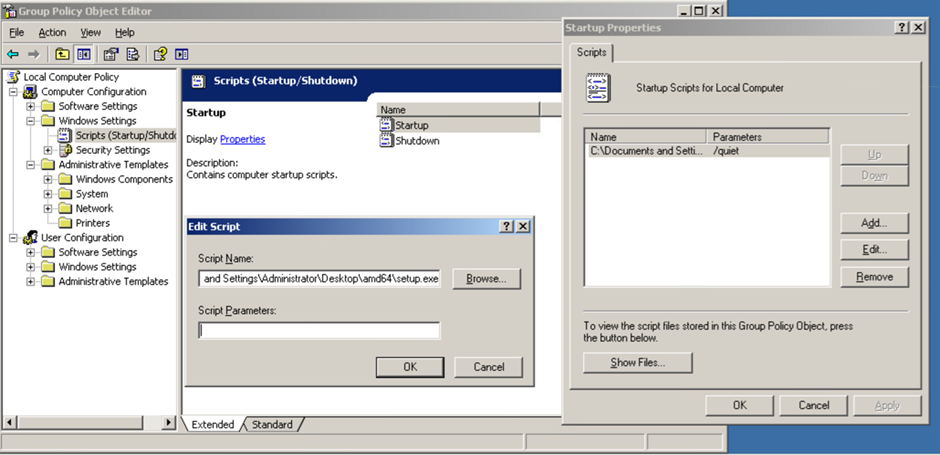 Group Policy Object Editor
File Action View Help
Local Computer Policy
Computer Configuration
Software Settings
Windows Settings
Scripts (Startup/Shutdo
Security Settings
Administrative Templates
Windows Components
System
Network
Printers
User Configuration
Software Settings
Windows Settings
Administrative Templates
Scripts (Startup/Shutdown)
Startup
Display Properties
Description:
Contains computer startup scripts.
Name
Startup
Shutdown
Extended Standard
Edit Script
Script Name:
and Settings\Administrator\Desktop\amd64\setup.exe
Browse...
Script Parameters:
OK Cancel
Startup Properties
Scripts
Startup Scripts for Local Computer
Name Parameters
C:\Documents and Setti... /quiet
Up
Down
Add...
Edit...
Remove
To view the script files stored in this Group Policy Object, press
the button below.
Show Files...
OK Cancel Apply